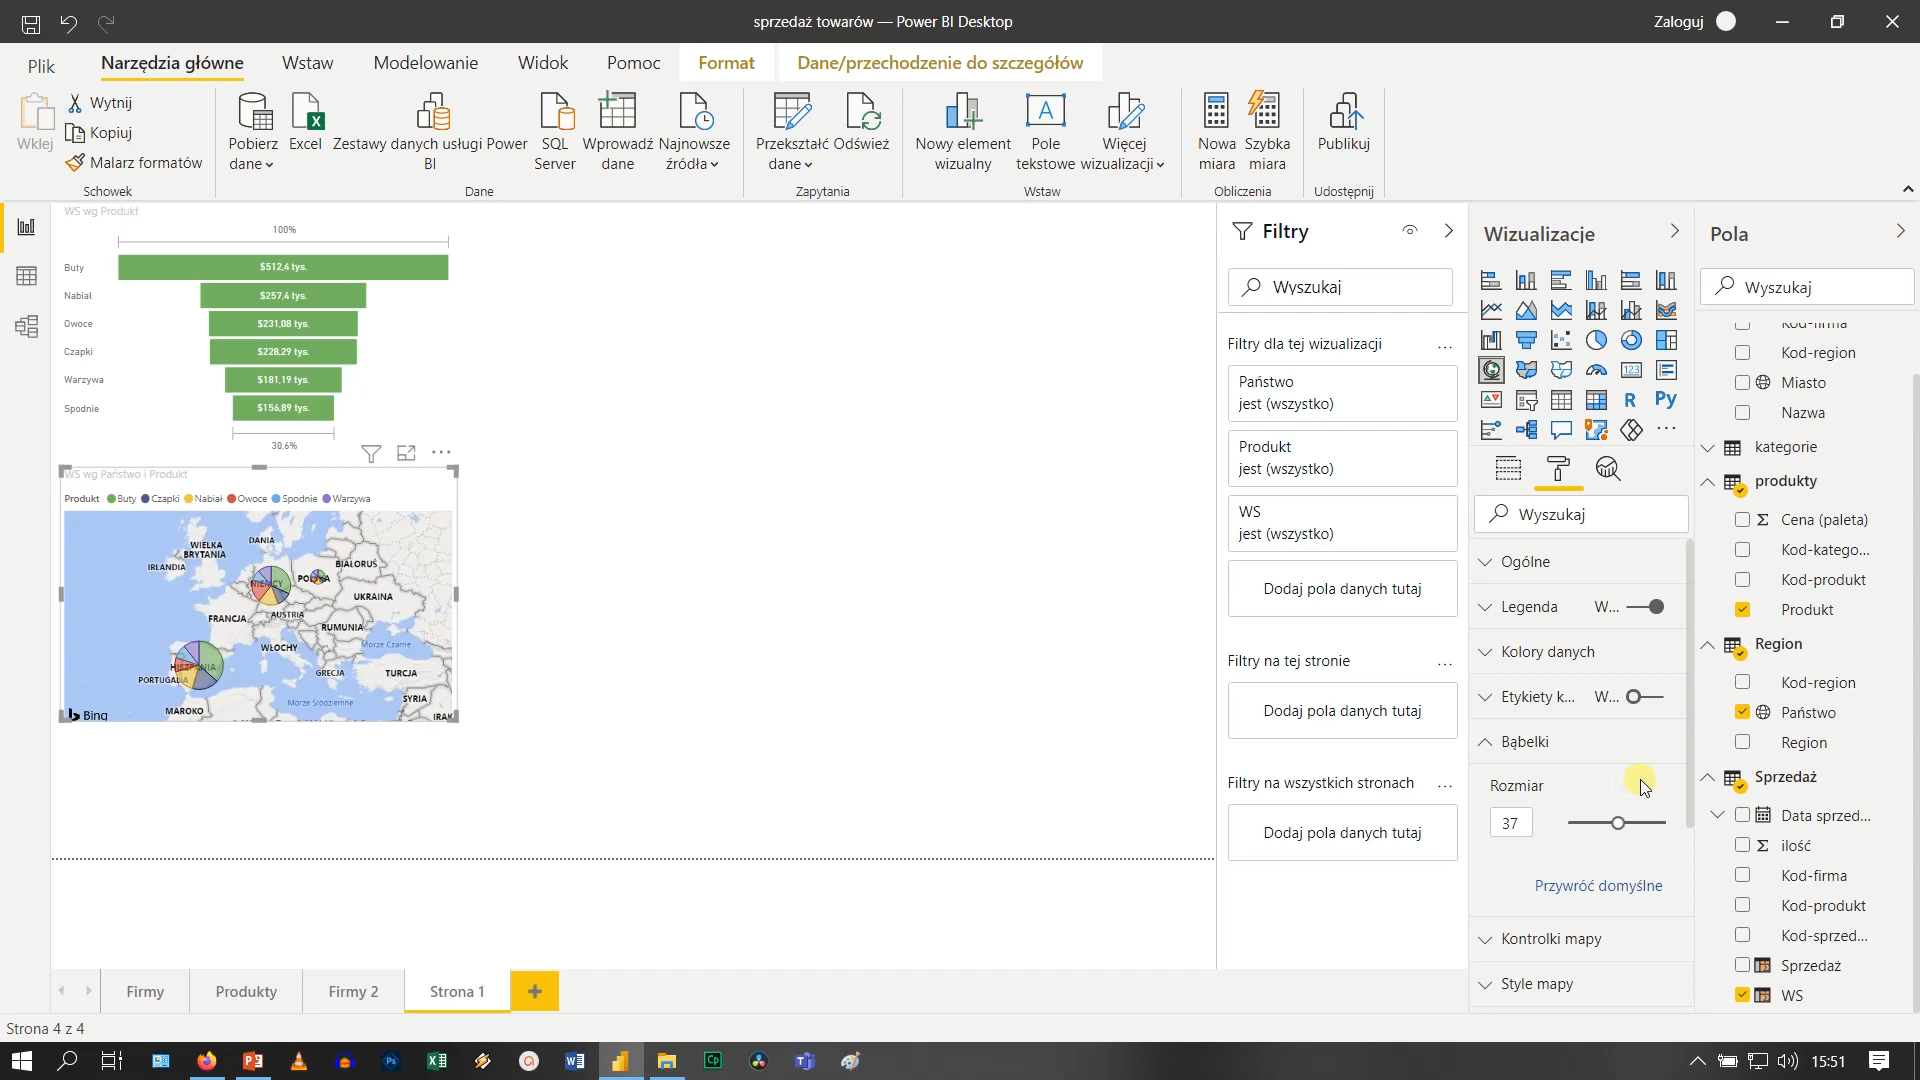 sprzedaż towarów — Power BI Desktop
Zaloguj
Plik
Narzędzia główne
Wstaw
Modelowanie
Widok
Pomoc
Format
Dane/przechodzenie do szczegółów
Wklej
Wytnij
Kopiuj
Malarz formatów
Schowek
Pobierz
dane
Excel
Zestawy danych usługi Power
BI
SQL
Server
Wprowadź
dane
Najnowsze
źródła
Dane
Przekształć
dane
Odśwież
Zapytania
Nowy element
wizualny
Pole
tekstowe
Więcej
wizualizacji
Wstaw
Nowa
miara
Szybka
miara
Obliczenia
Publikuj
Udostępnij
WS wg Produkt
100%
Buty $512,4 tys.
Nabiał $257,4 tys.
Owoce $231,08 tys.
Czapki $228,29 tys.
Warzywa $181,19 tys.
Spodnie $156,89 tys.
30,6%
WS wg Państwo i Produkt
Produkt Buty Czapki Nabiał Owoce Spodnie Warzywa
WIELKA
BRYTANIA
DANIA
IRLANDIA
BIAŁORUŚ
POLSKA
NIEMCY
UKRAINA
FRANCJA
AUSTRIA
RUMUNIA
WŁOCHY
Morze Czarne
HISZPANIA
PORTUGALIA
GRECJA
TURCJA
SYRIA
MAROKO
Morze Śródziemne
IRAK
Bing
Filtry
Wyszukaj
Filtry dla tej wizualizacji ...
Państwo
jest (wszystko)
Produkt
jest (wszystko)
WS
jest (wszystko)
Dodaj pola danych tutaj
Filtry na tej stronie ...
Dodaj pola danych tutaj
Filtry na wszystkich stronach ...
Dodaj pola danych tutaj
Wizualizacje
123
R
Py
...
Wyszukaj
Ogólne
Legenda W...
Kolory danych
Etykiety k... W...
Bąbelki
Rozmiar
37
Przywróć domyślne
Kontrolki mapy
Style mapy
Pola
Wyszukaj
Kod-firma
Kod-region
Miasto
Nazwa
kategorie
produkty
Cena (paleta)
Kod-katego...
Kod-produkt
Produkt
Region
Kod-region
Państwo
Region
Sprzedaż
Data sprzed...
ilość
Kod-firma
Kod-produkt
Kod-sprzed...
Sprzedaż
WS
Firmy
Produkty
Firmy 2
Strona 1
Strona 4 z 4
15:51